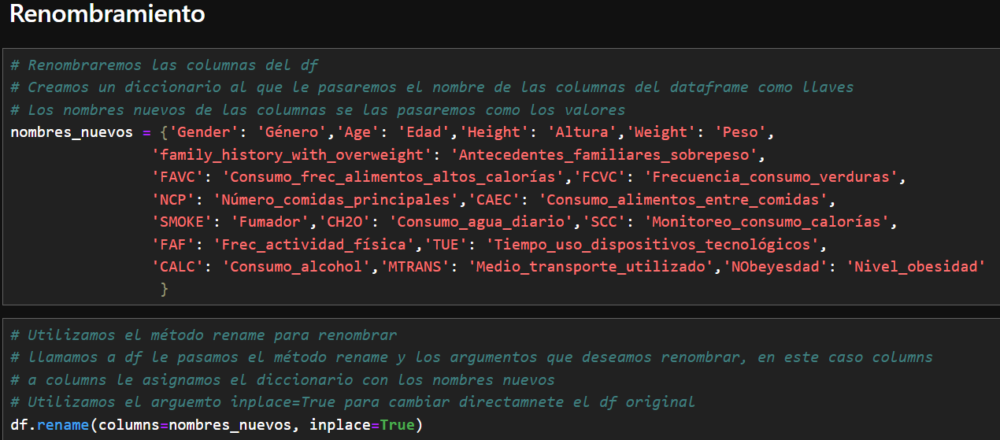 Renombramiento
# Renombraremos las columnas del df
# Creamos un diccionario al que le pasaremos el nombre de las columnas del dataframe como llaves
# Los nombres nuevos de las columnas se las pasaremos como los valores
nombres_nuevos = {'Gender': 'Género','Age': 'Edad','Height': 'Altura','Weight': 'Peso',
'family_history_with_overweight': 'Antecedentes_familiares_sobrepeso',
'FAVC': 'Consumo_frec_alimentos_altos_calorías','FCVC': 'Frecuencia_consumo_verduras',
'NCP': 'Número_comidas_principales','CAEC': 'Consumo_alimentos_entre_comidas',
'SMOKE': 'Fumador','CH2O': 'Consumo_agua_diario','SCC': 'Monitoreo_consumo_calorías',
'FAF': 'Frec_actividad_física','TUE': 'Tiempo_uso_dispositivos_tecnológicos',
'CALC': 'Consumo_alcohol','MTRANS': 'Medio_transporte_utilizado','NObeyesdad': 'Nivel_obesidad'
}
# Utilizamos el método rename para renombrar
# llamamos a df le pasamos el método rename y los argumentos que deseamos renombrar, en este caso columns
# a columns le asignamos el diccionario con los nombres nuevos
# Utilizamos el arguemto inplace=True para cambiar directamnete el df original
df.rename(columns=nombres_nuevos, inplace=True)